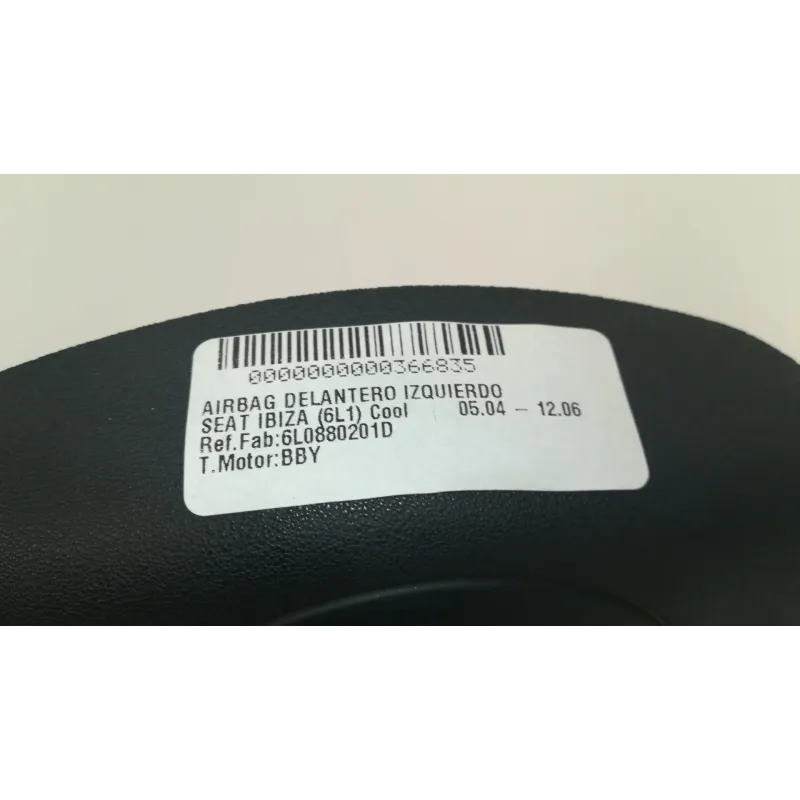 0000000000366835
AIRBAG DELANTERO IZQUIERDO
SEAT IBIZA (6L1) Cool | 05.04 - 12.06
Ref.Fab:6L0880201D
T.Motor:BBY